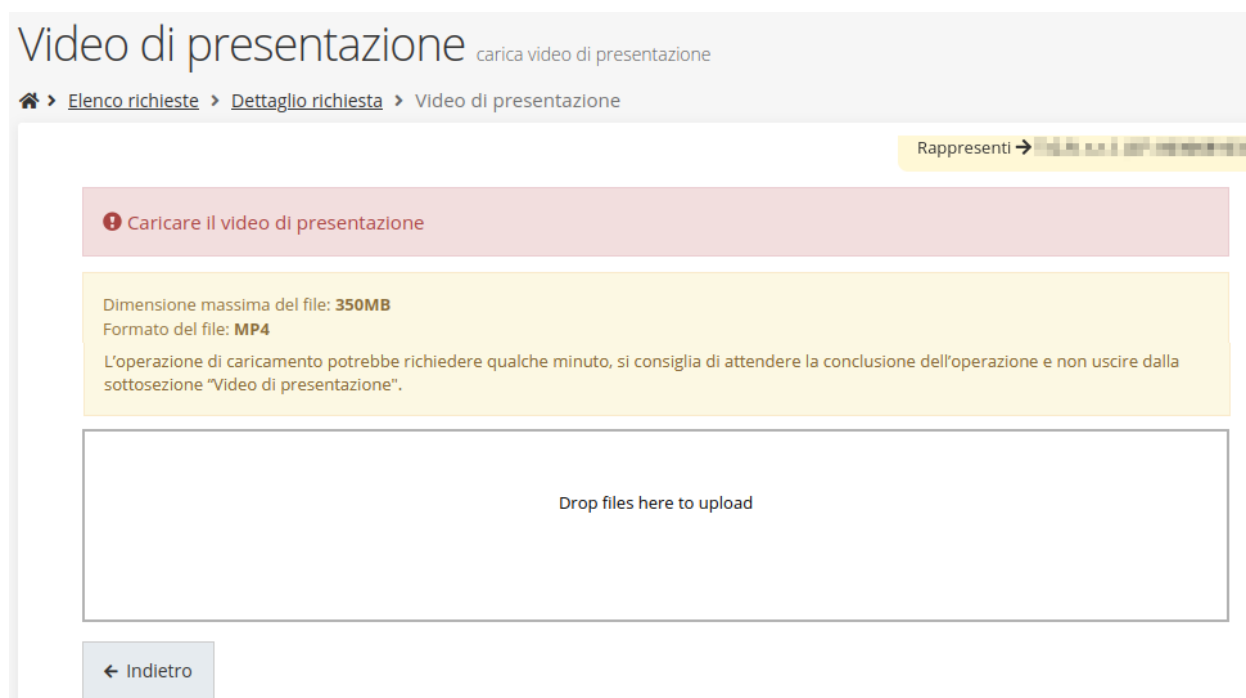 Video di presentazione carica video di presentazione
Elenco richieste > Dettaglio richiesta > Video di presentazione
Rappresenti →
Caricare il video di presentazione
Dimensione massima del file: 350MB
Formato del file: MP4
L'operazione di caricamento potrebbe richiedere qualche minuto, si consiglia di attendere la conclusione dell'operazione e non uscire dalla
sottosezione “Video di presentazione".
Drop files here to upload
← Indietro